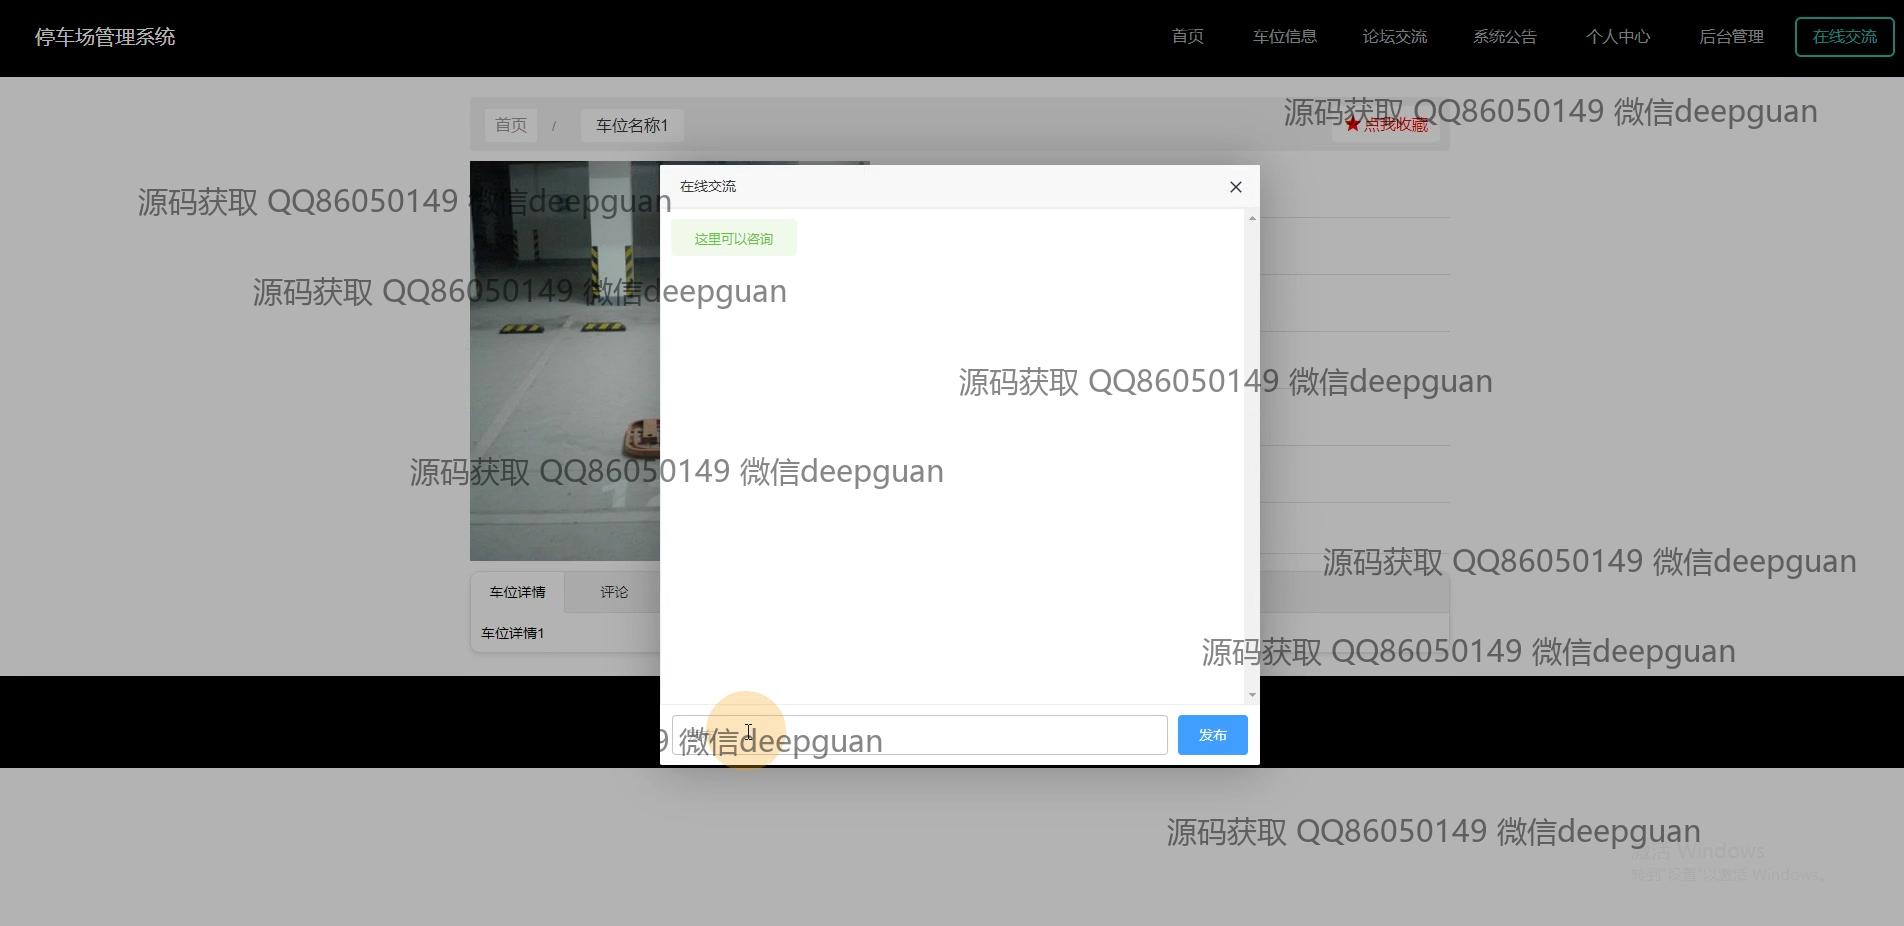 停车场管理系统
首页
车位信息
论坛交流
系统公告
个人中心
后台管理
在线交流
首页 / 车位名称1
★点我收藏
源码获取 QQ86050149 微信deepguan
在线交流
源码获取 QQ86050149 微信deepguan
这里可以咨询
源码获取 QQ86050149 微信deepguan
源码获取 QQ86050149 微信deepguan
源码获取 QQ86050149 微信deepguan
源码获取 QQ86050149 微信deepguan
车位详情
评论
车位详情1
源码获取 QQ86050149 微信deepguan
9 微信deepguan
发布
源码获取 QQ86050149 微信deepguan
激活 Windows
转到"设置"以激活 Windows。